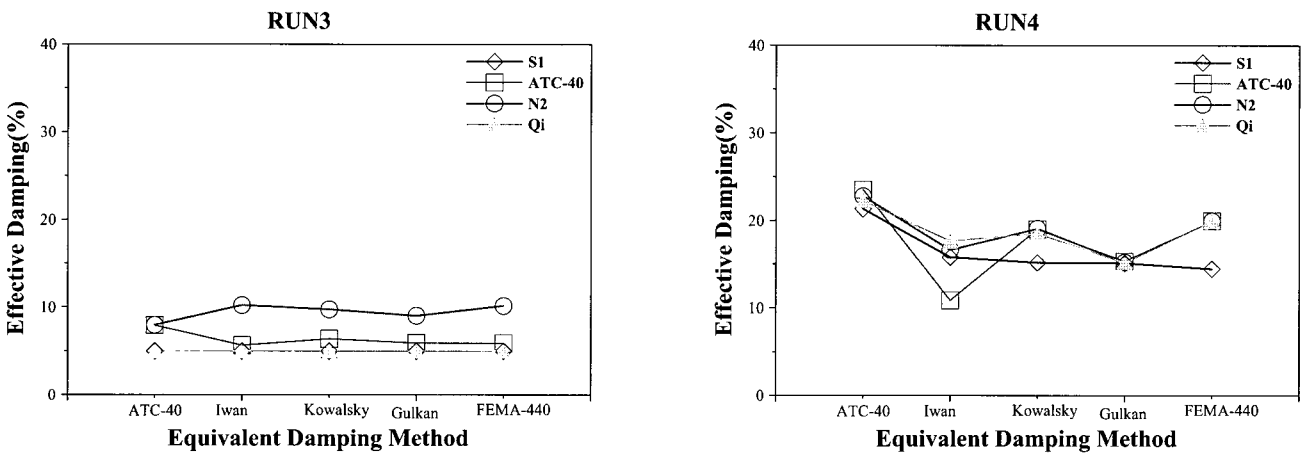 RUN3
40
30
20
10
0
Effective Damping(%)
S1
ATC-40
N2
Qi
ATC-40 Iwan Kowalsky Gulkan FEMA-440
Equivalent Damping Method
RUN4
40
30
20
10
0
Effective Damping(%)
S1
ATC-40
N2
Qi
ATC-40 Iwan Kowalsky Gulkan FEMA-440
Equivalent Damping Method